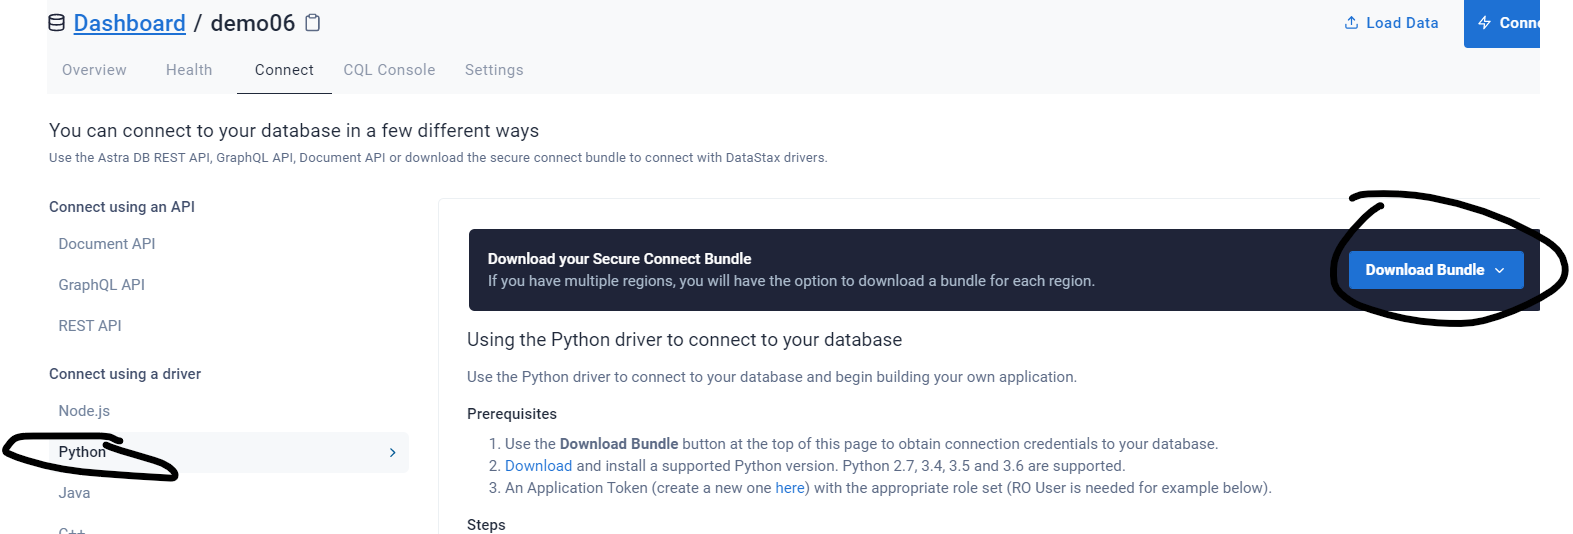 Dashboard / demo06
Load Data
Conne
Overview Health Connect CQL Console Settings
You can connect to your database in a few different ways
Use the Astra DB REST API, GraphQL API, Document API or download the secure connect bundle to connect with DataStax drivers.
Connect using an API
Document API
GraphQL API
REST API
Connect using a driver
Node.js
Python
Java
C++
Download your Secure Connect Bundle
If you have multiple regions, you will have the option to download a bundle for each region.
Download Bundle
Using the Python driver to connect to your database
Use the Python driver to connect to your database and begin building your own application.
Prerequisites
1. Use the Download Bundle button at the top of this page to obtain connection credentials to your database.
2. Download and install a supported Python version. Python 2.7, 3.4, 3.5 and 3.6 are supported.
3. An Application Token (create a new one here) with the appropriate role set (RO User is needed for example below).
Steps